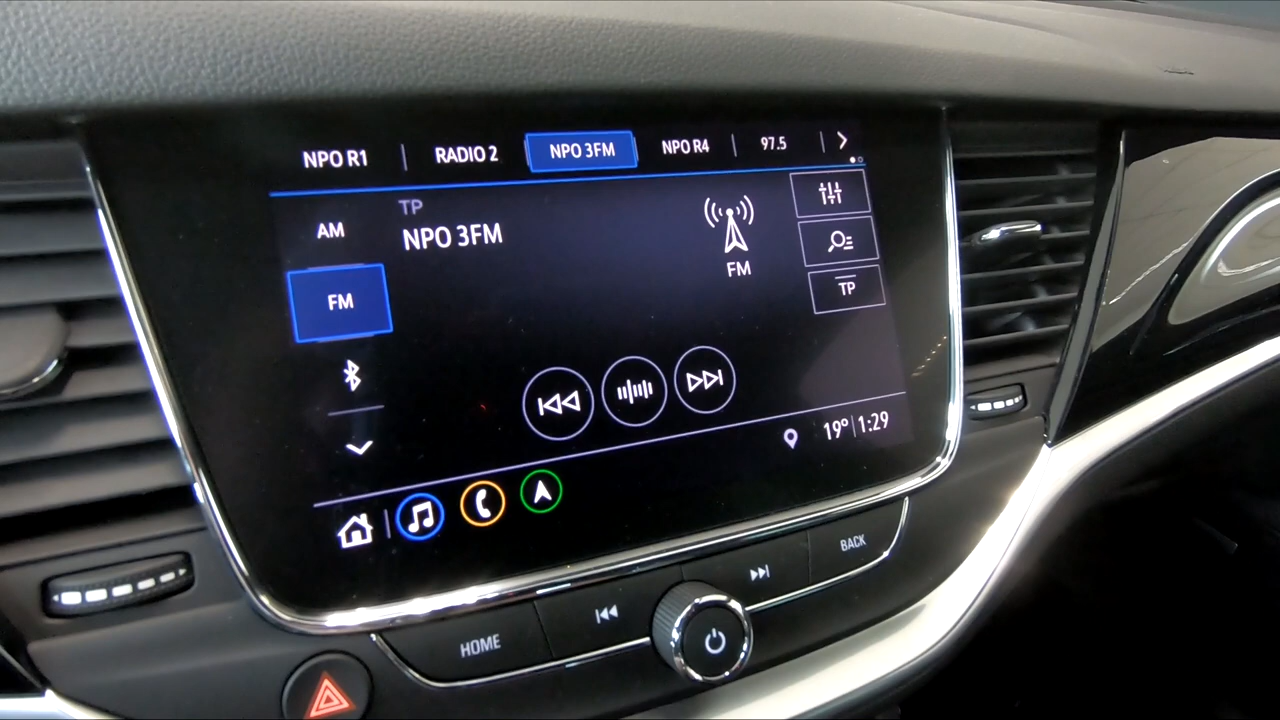 NPO R1 | RADIO 2 NPO 3FM NPO R4 | 97.5 |
AM
TP
NPO 3FM
FM
FM
TP
19° 1:29
HOME
BACK